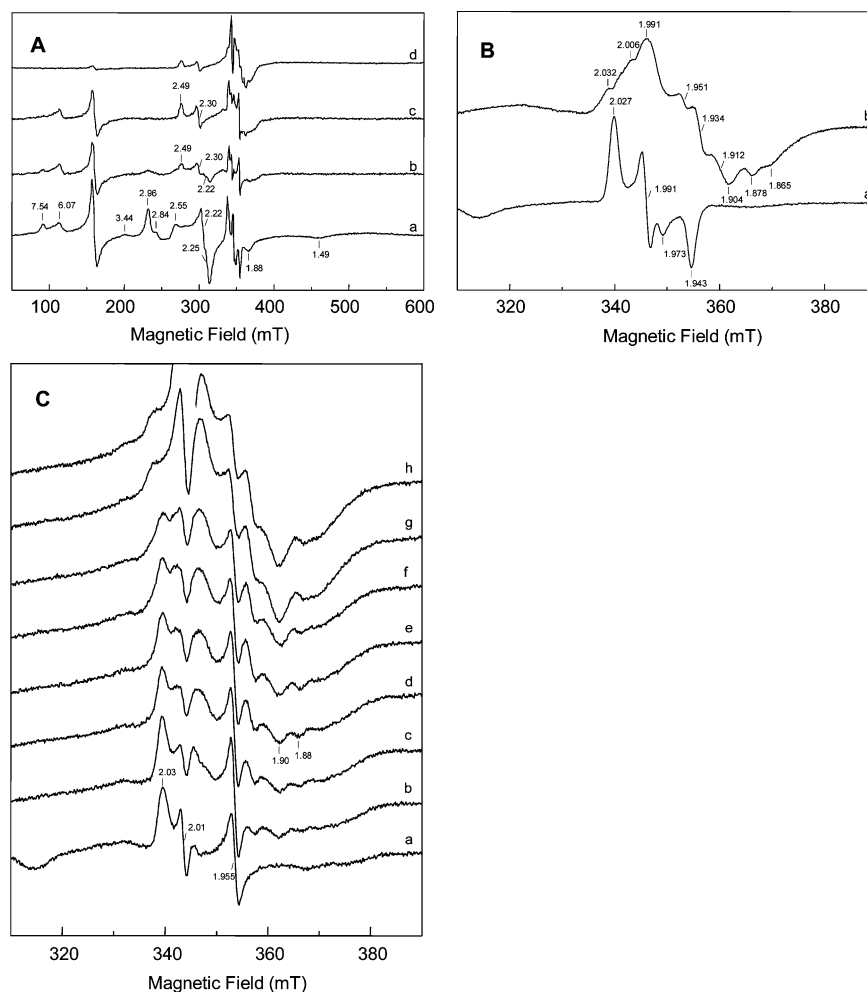 A
d
2.49
2.30
c
2.49
2.30
2.22
b
7.54
6.07
3.44
2.96
2.84
2.55
2.22
2.25
1.88
1.49
a
100 200 300 400 500 600
Magnetic Field (mT)
B
1.991
2.006
2.032
1.951
1.934
1.912
1.904
1.878
1.865
b
2.027
1.991
1.973
1.943
a
320 340 360 380
Magnetic Field (mT)
C
h
g
f
e
d
c
1.90
1.88
b
2.03
2.01
1.955
a
320 340 360 380
Magnetic Field (mT)